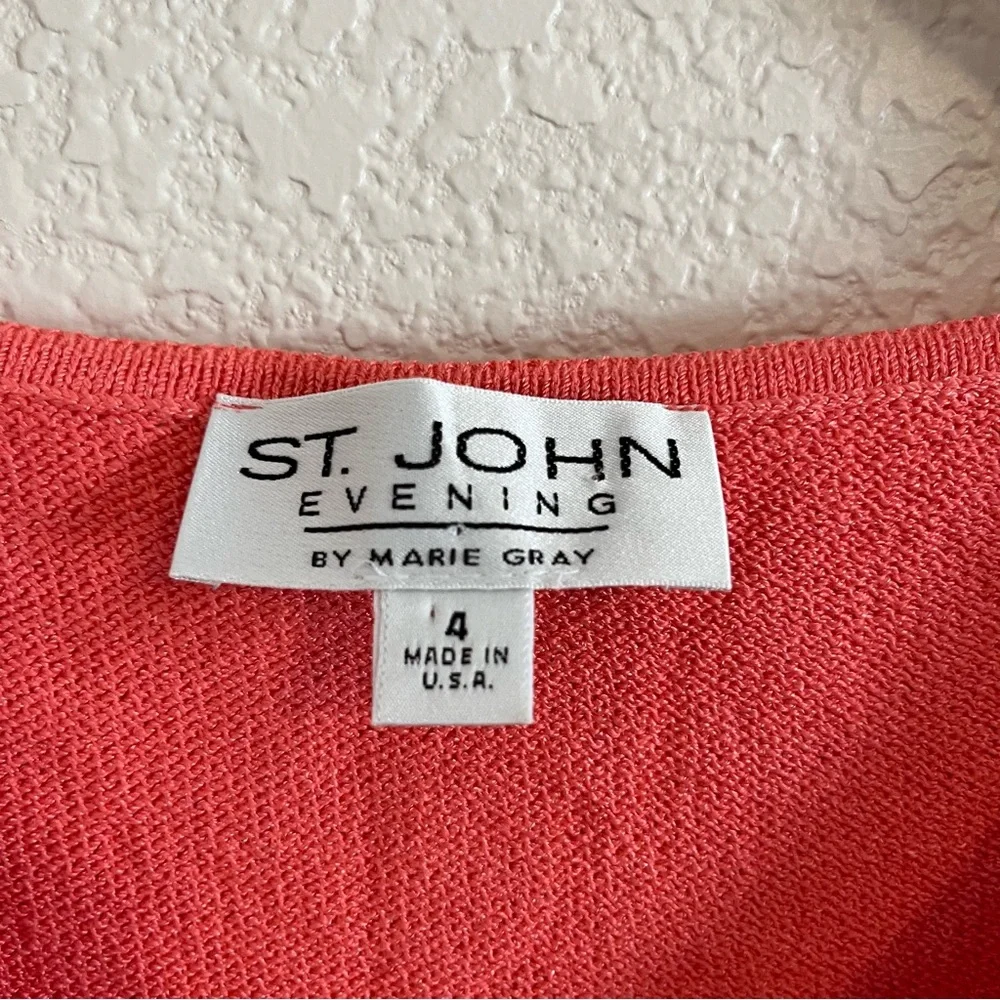 ST. JOHN
EVENING
BY MARIE GRAY
4
MADE IN
U.S.A.